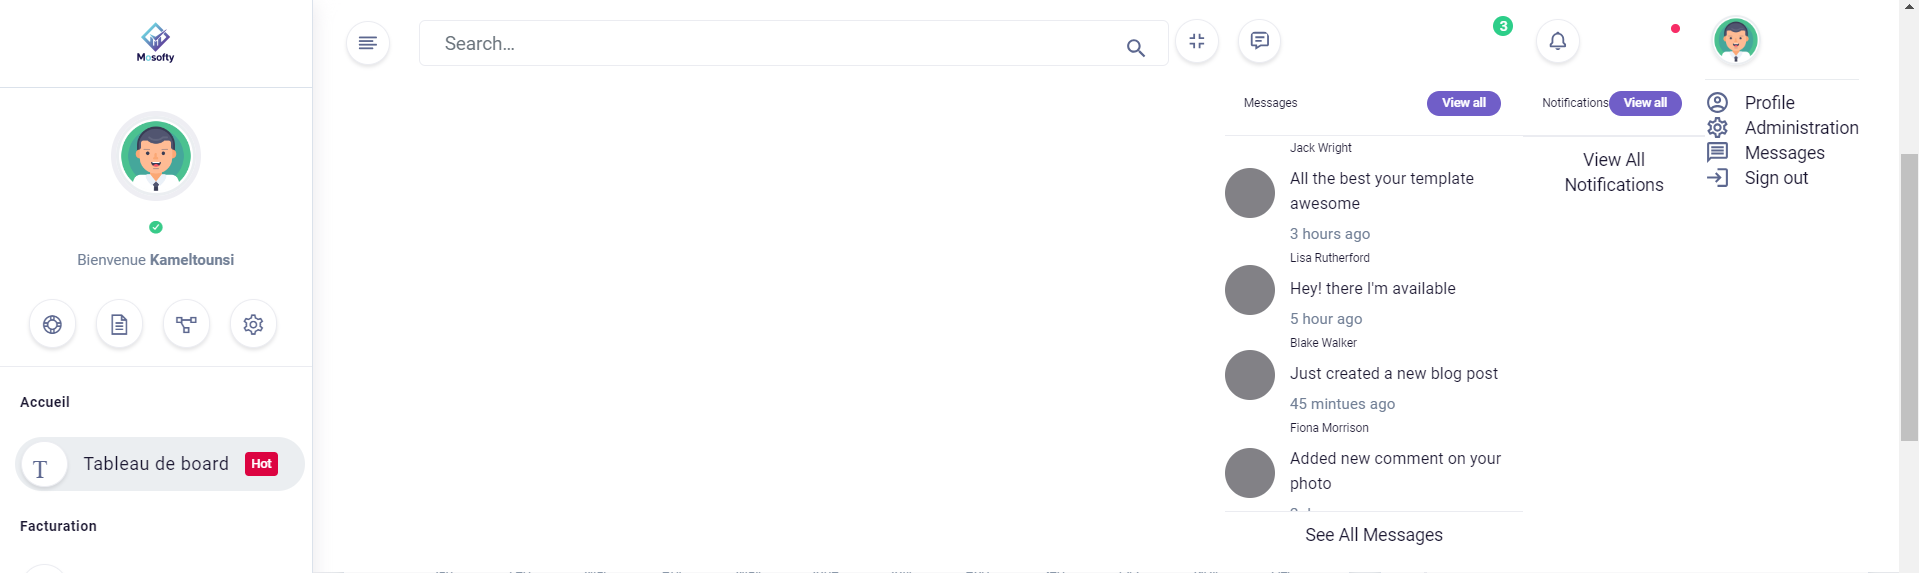 Mosofty
Bienvenue Kameltounsi
Accueil
T
Tableau de board Hot
Facturation
Search...
3
Messages View all
Jack Wright
All the best your template
awesome
3 hours ago
Lisa Rutherford
Hey! there I'm available
5 hour ago
Blake Walker
Just created a new blog post
45 mintues ago
Fiona Morrison
Added new comment on your
photo
See All Messages
Notifications View all
View All
Notifications
Profile
Administration
Messages
Sign out